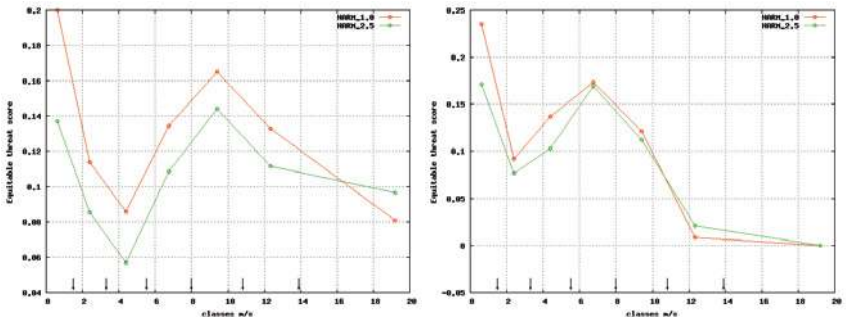 0.2
0.18
0.16
0.14
0.12
0.1
0.08
0.06
0.04
Equitable threat score
HARM_1.0
HARM_2.5
0 2 4 6 8 10 12 14 16 18 20
classes m/s
0.25
0.2
0.15
0.1
0.05
0
-0.05
Equitable threat score
HARM_1.0
HARM_2.5
0 2 4 6 8 10 12 14 16 18 20
classes m/s